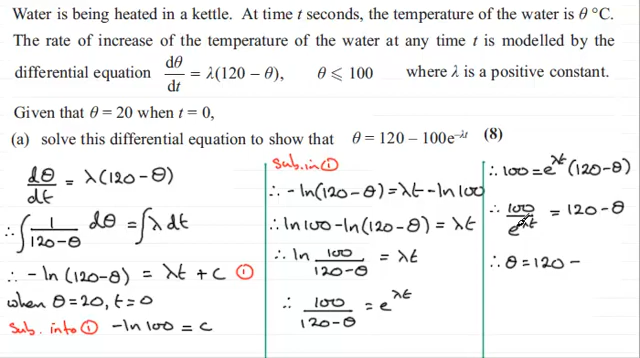 Water is being heated in a kettle. At time t seconds, the temperature of the water is θ °C.
The rate of increase of the temperature of the water at any time t is modelled by the
differential equation dθ/dt = λ(120 − θ), θ ⩽ 100 where λ is a positive constant.
Given that θ = 20 when t = 0,
(a) solve this differential equation to show that θ = 120 − 100e^(−λt) (8)
dθ/dt = λ(120 − θ)
∴ ∫ 1/(120 − θ) dθ = ∫ λ dt
∴ −ln(120 − θ) = λt + c ①
when θ = 20, t = 0
Sub. into ① −ln 100 = c
Sub. in ①
∴ −ln(120 − θ) = λt − ln 100
∴ ln 100 − ln(120 − θ) = λt
∴ ln 100/(120 − θ) = λt
∴ 100/(120 − θ) = e^(λt)
∴ 100 = e^(λt) (120 − θ)
∴ 100/e^(λt) = 120 − θ
∴ θ = 120 −